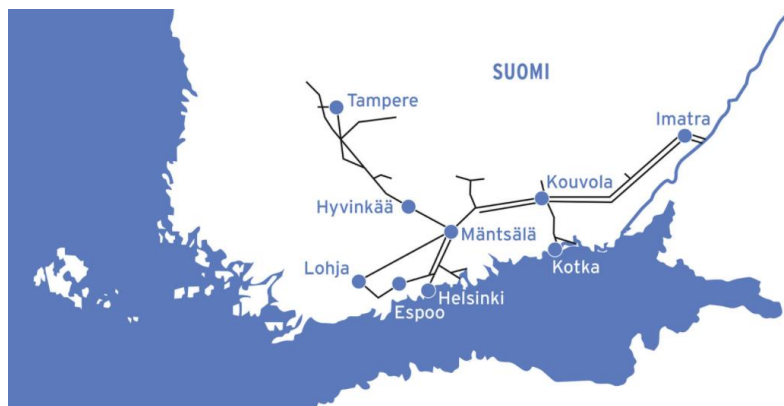 SUOMI
Tampere
Imatra
Kouvola
Hyvinkää
Mäntsälä
Lohja
Kotka
Helsinki
Espoo